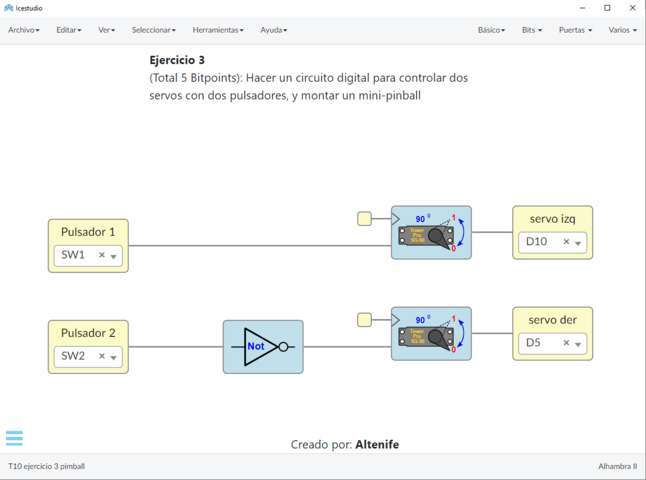 Icestudio
Archivo Editar Ver Seleccionar Herramientas Ayuda Básico Bits Puertas Varios
Ejercicio 3
(Total 5 Bitpoints): Hacer un circuito digital para controlar dos
servos con dos pulsadores, y montar un mini-pinball
Pulsador 1
SW1
90 º
1
0
servo izq
D10
Pulsador 2
SW2
Not
90 º
1
0
servo der
D5
Creado por: Altenife
T10 ejercicio 3 pimball
Alhambra II